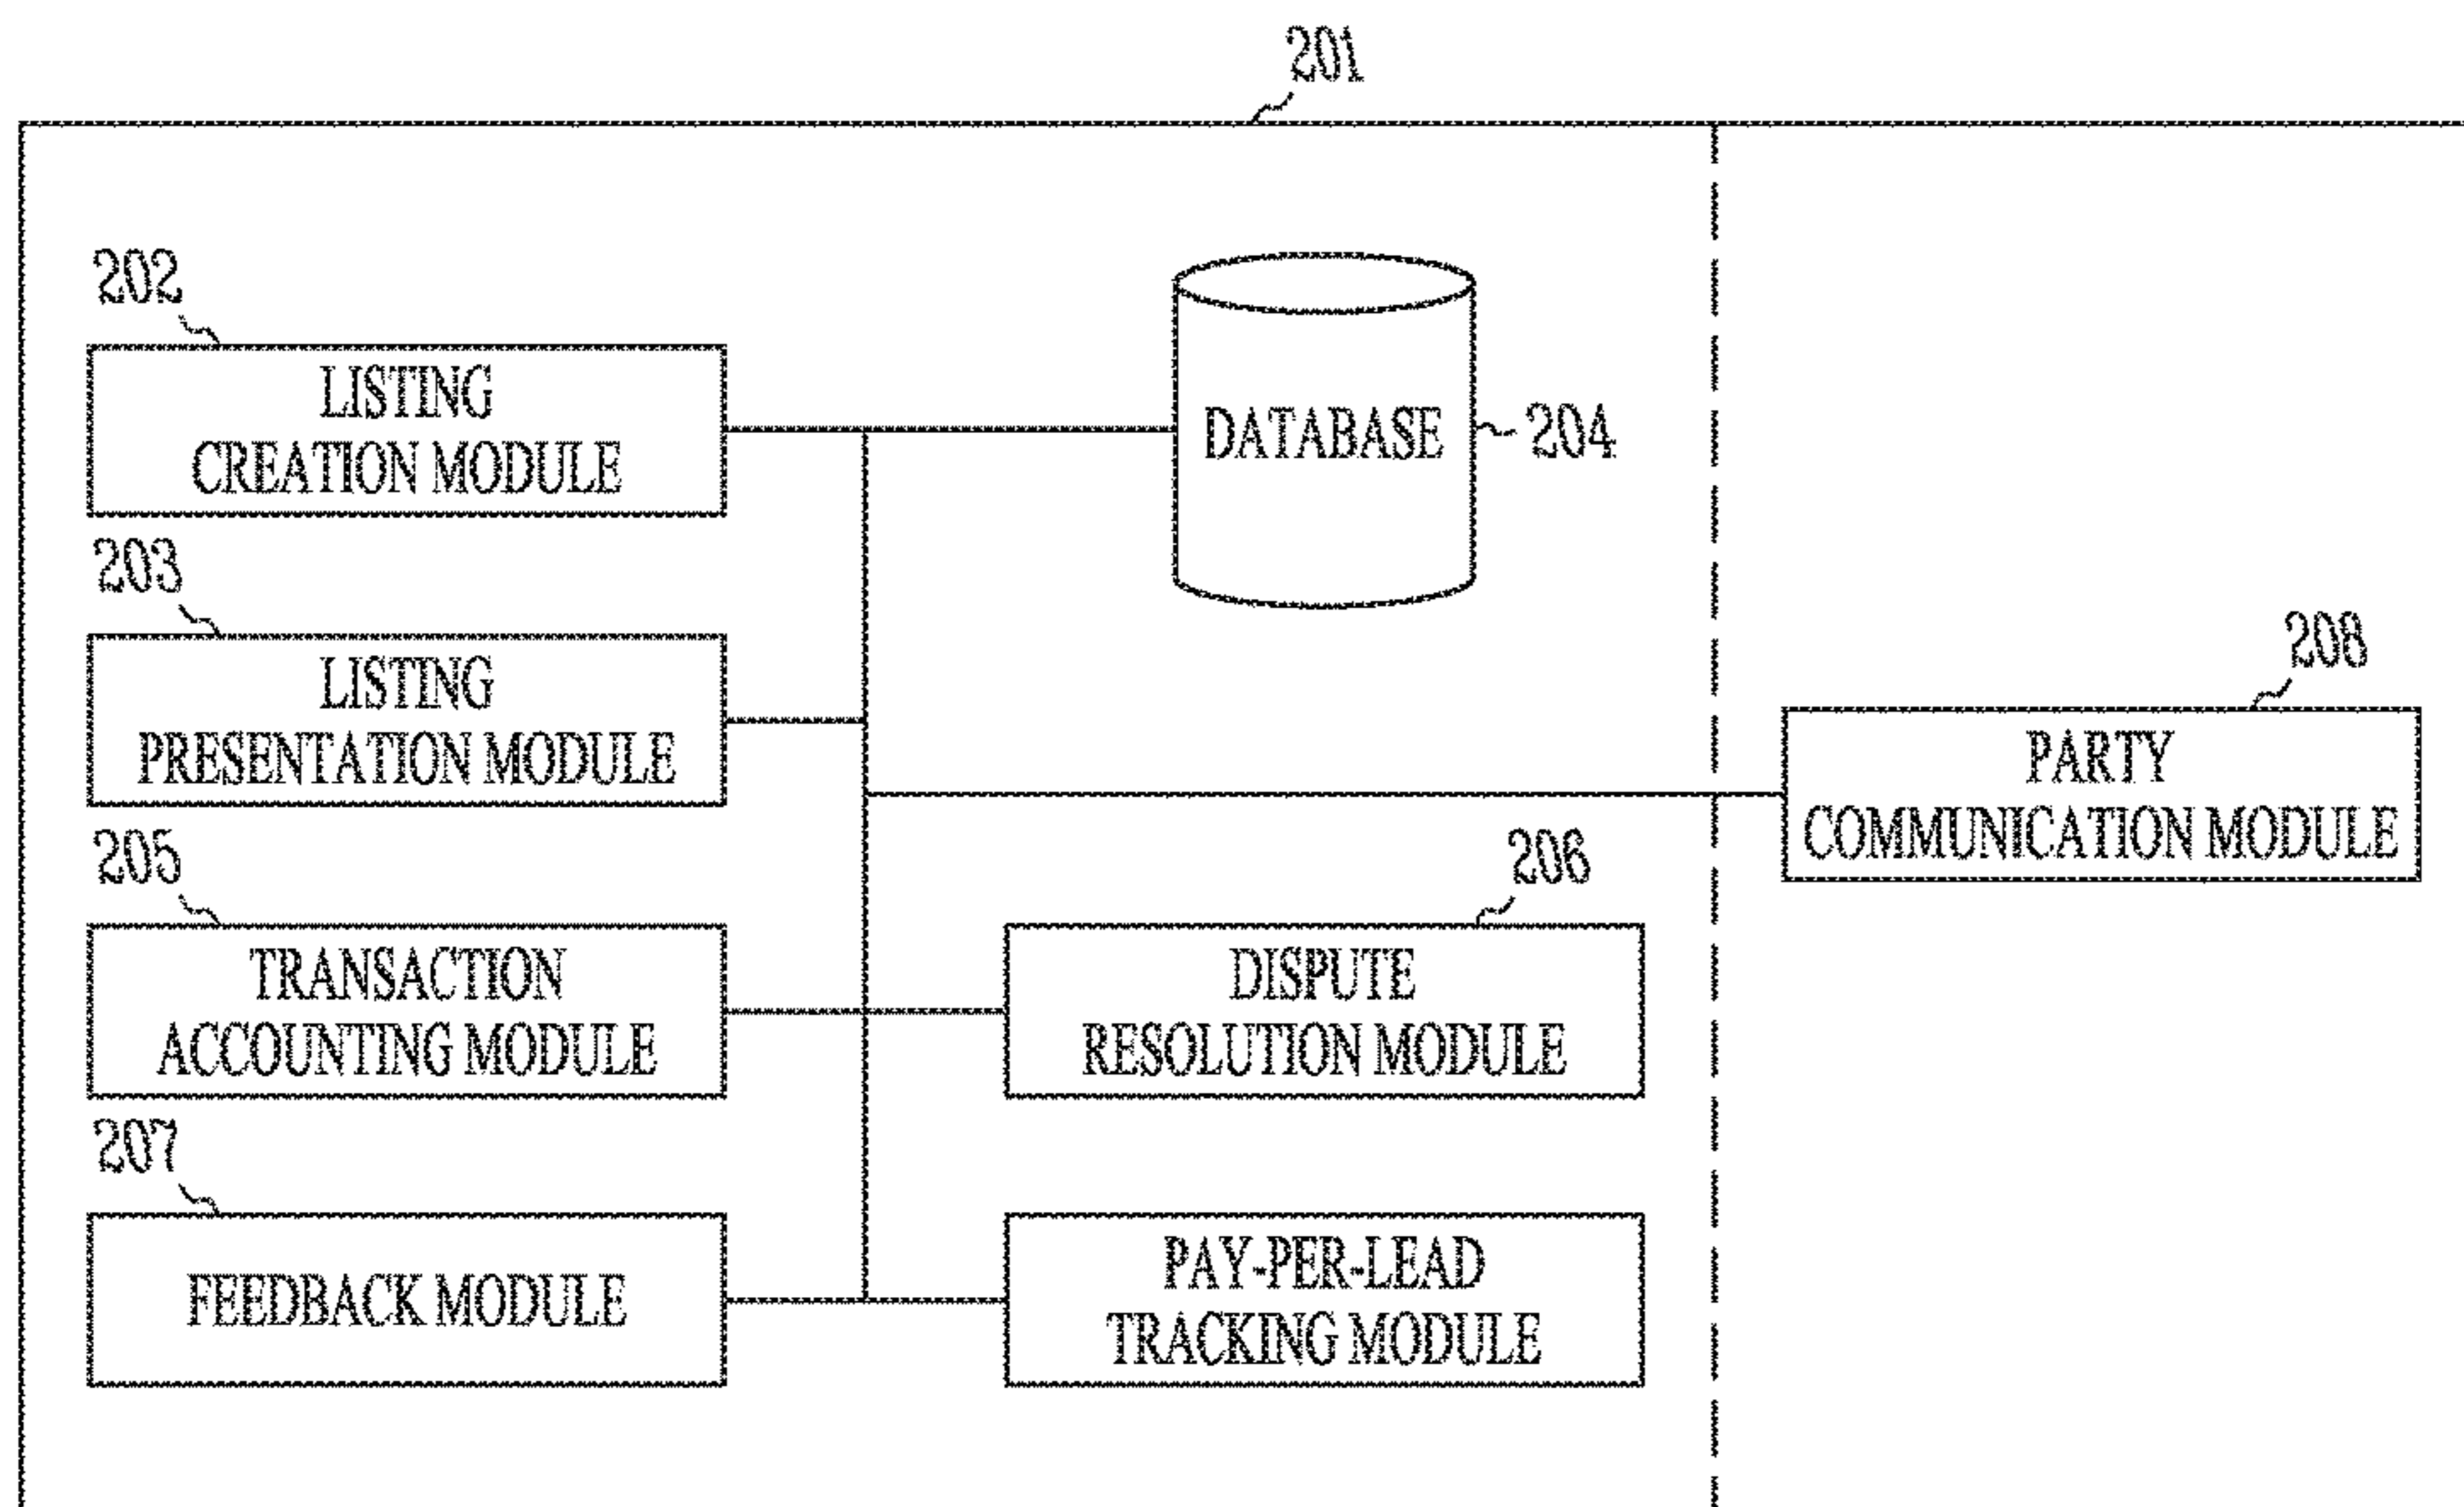 201
202
LISTING
CREATION MODULE
DATABASE
204
203
LISTING
PRESENTATION MODULE
208
PARTY
COMMUNICATION MODULE
205
TRANSACTION
ACCOUNTING MODULE
206
DISPUTE
RESOLUTION MODULE
207
FEEDBACK MODULE
PAY-PER-LEAD
TRACKING MODULE